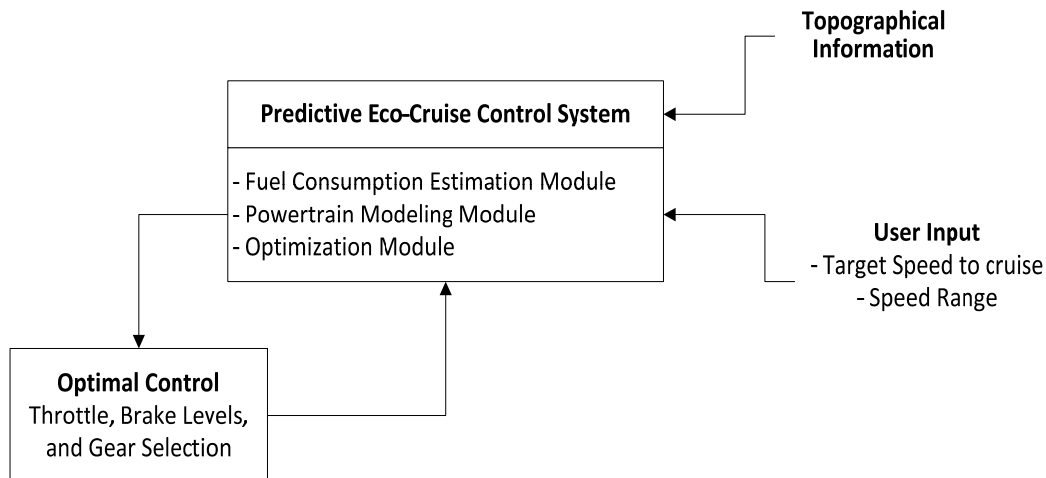 Topographical
Information
Predictive Eco-Cruise Control System
- Fuel Consumption Estimation Module
- Powertrain Modeling Module
- Optimization Module
User Input
- Target Speed to cruise
- Speed Range
Optimal Control
Throttle, Brake Levels,
and Gear Selection